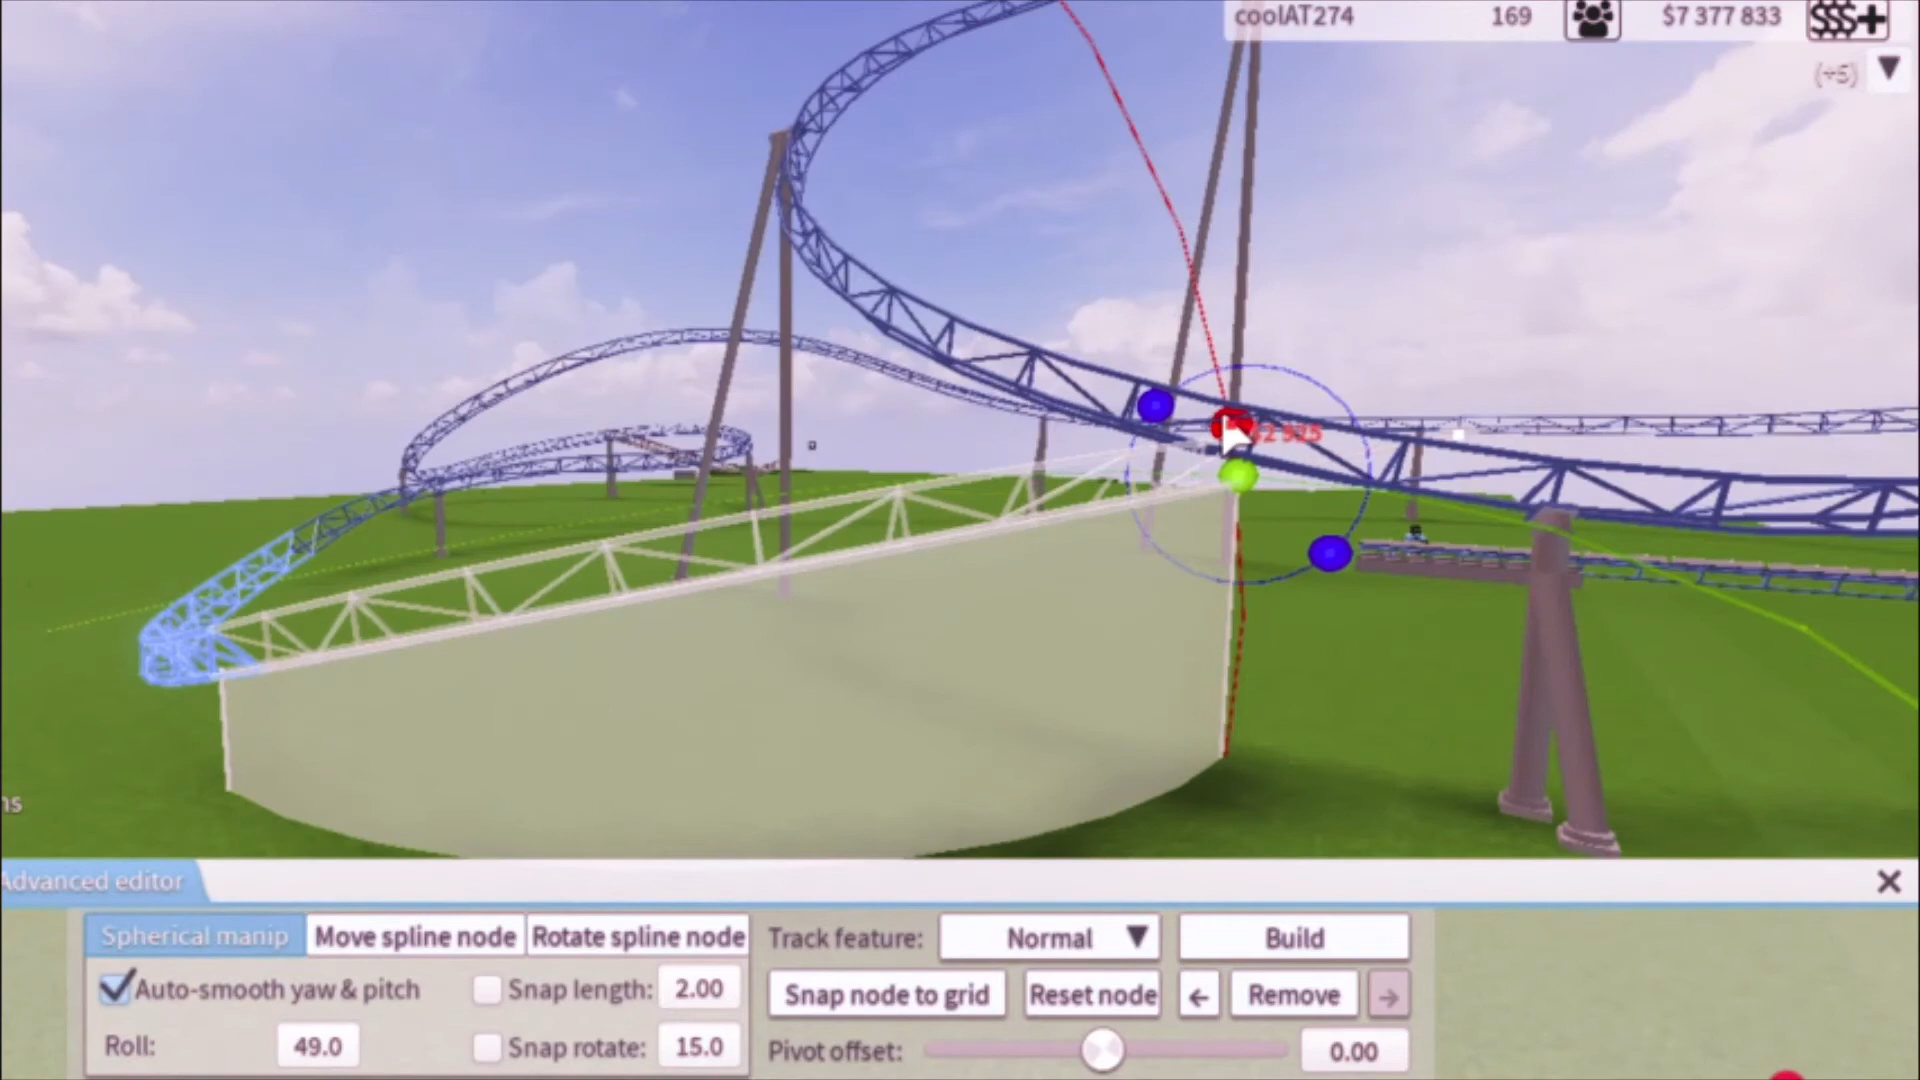 coolAT274 169 $7 377 833 $$$+
(÷5) ▼
ns
Advanced editor
Spherical manip Move spline node Rotate spline node Track feature: Normal ▼ Build
Auto-smooth yaw & pitch Snap length: 2.00 Snap node to grid Reset node ← Remove →
Roll: 49.0 Snap rotate: 15.0 Pivot offset: 0.00